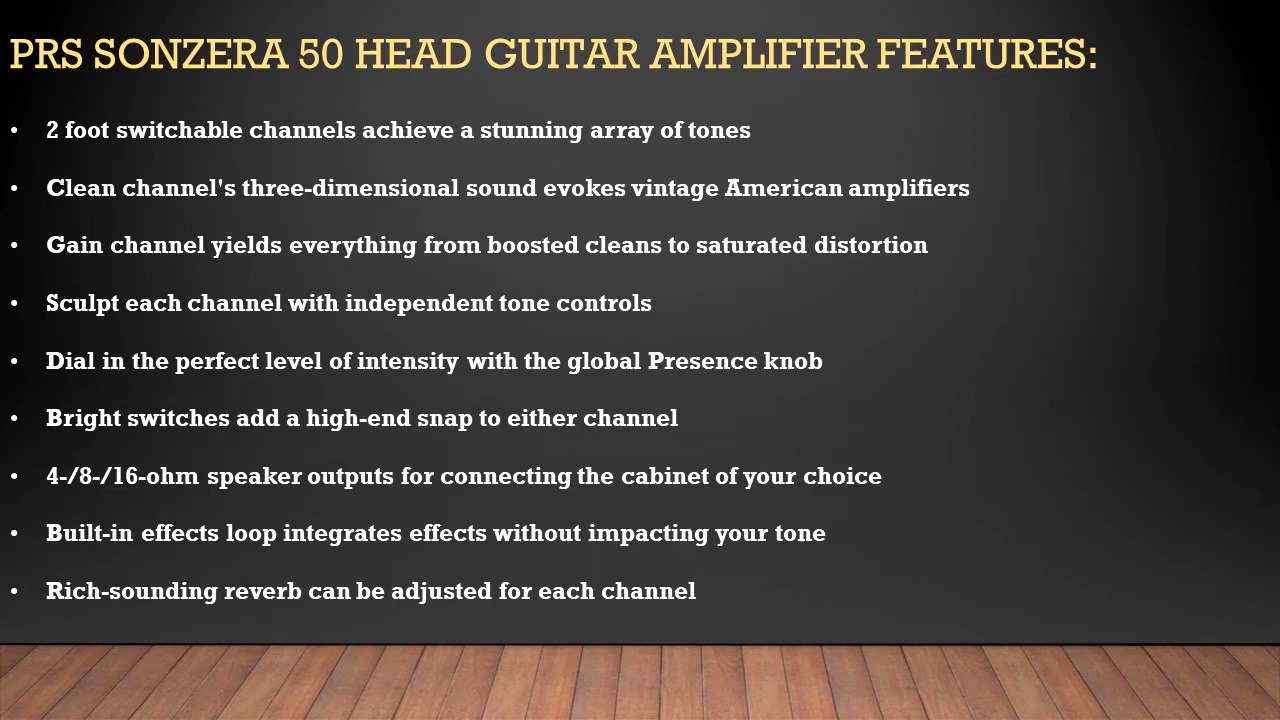 PRS SONZERA 50 HEAD GUITAR AMPLIFIER FEATURES:
• 2 foot switchable channels achieve a stunning array of tones
• Clean channel's three-dimensional sound evokes vintage American amplifiers
• Gain channel yields everything from boosted cleans to saturated distortion
• Sculpt each channel with independent tone controls
• Dial in the perfect level of intensity with the global Presence knob
• Bright switches add a high-end snap to either channel
• 4-/8-/16-ohm speaker outputs for connecting the cabinet of your choice
• Built-in effects loop integrates effects without impacting your tone
• Rich-sounding reverb can be adjusted for each channel